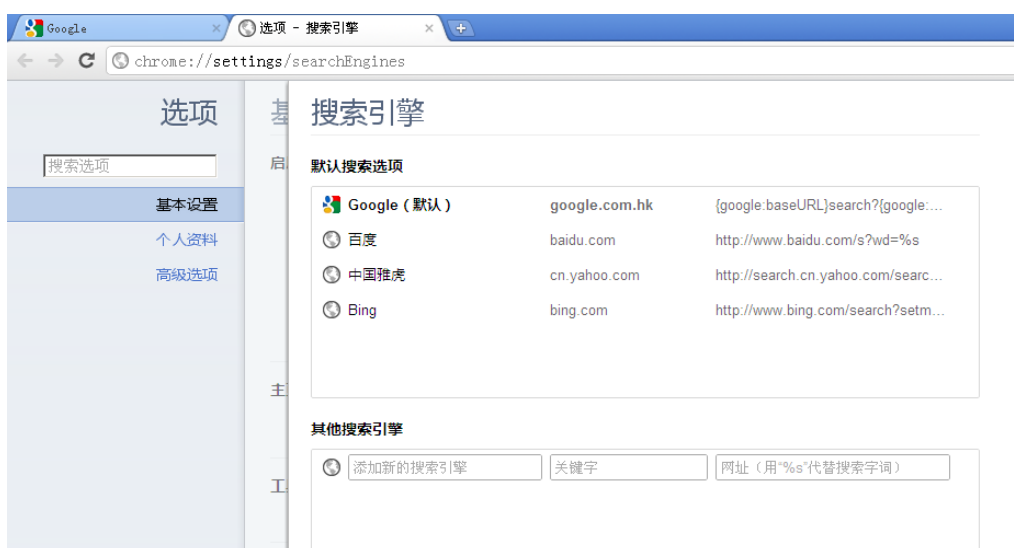 Google
选项 - 搜索引擎
chrome://settings/searchEngines
选项
基
搜索引擎
搜索选项
启
默认搜索选项
基本设置
Google（默认） google.com.hk {google:baseURL}search?{google:…
个人资料
百度 baidu.com http://www.baidu.com/s?wd=%s
高级选项
中国雅虎 cn.yahoo.com http://search.cn.yahoo.com/searc…
Bing bing.com http://www.bing.com/search?setm…
主
其他搜索引擎
添加新的搜索引擎 关键字 网址（用"%s"代替搜索字词）
工